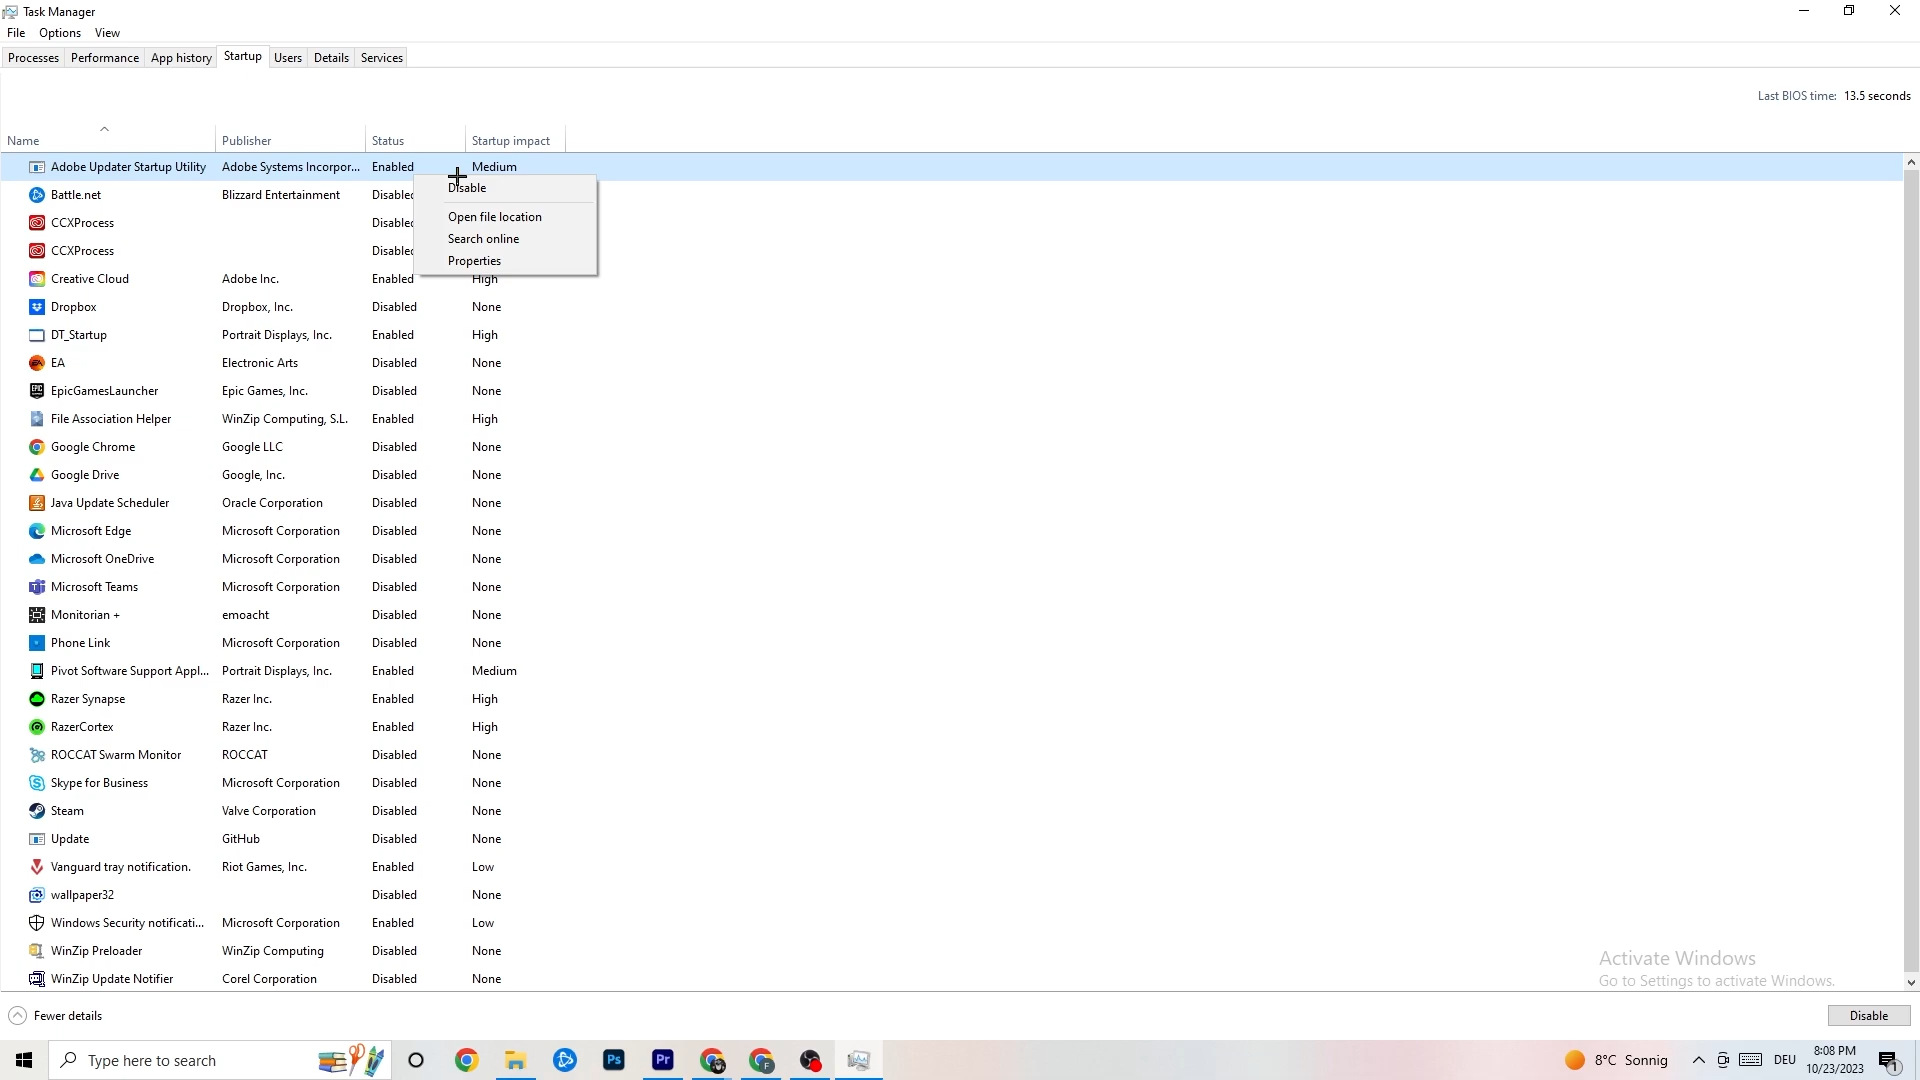 Task Manager
File Options View
Processes Performance App history Startup Users Details Services
Last BIOS time: 13.5 seconds
Name Publisher Status Startup impact
Adobe Updater Startup Utility Adobe Systems Incorpor... Enabled Medium
Battle.net Blizzard Entertainment Disabled
CCXProcess Disabled
CCXProcess Disabled
Disable
Open file location
Search online
Properties
Creative Cloud Adobe Inc. Enabled High
Dropbox Dropbox, Inc. Disabled None
DT_Startup Portrait Displays, Inc. Enabled High
EA Electronic Arts Disabled None
EpicGamesLauncher Epic Games, Inc. Disabled None
File Association Helper WinZip Computing, S.L. Enabled High
Google Chrome Google LLC Disabled None
Google Drive Google, Inc. Disabled None
Java Update Scheduler Oracle Corporation Disabled None
Microsoft Edge Microsoft Corporation Disabled None
Microsoft OneDrive Microsoft Corporation Disabled None
Microsoft Teams Microsoft Corporation Disabled None
Monitorian + emoacht Disabled None
Phone Link Microsoft Corporation Disabled None
Pivot Software Support Appl... Portrait Displays, Inc. Enabled Medium
Razer Synapse Razer Inc. Enabled High
RazerCortex Razer Inc. Enabled High
ROCCAT Swarm Monitor ROCCAT Disabled None
Skype for Business Microsoft Corporation Disabled None
Steam Valve Corporation Disabled None
Update GitHub Disabled None
Vanguard tray notification. Riot Games, Inc. Enabled Low
wallpaper32 Disabled None
Windows Security notificati... Microsoft Corporation Enabled Low
WinZip Preloader WinZip Computing Disabled None
WinZip Update Notifier Corel Corporation Disabled None
Activate Windows
Go to Settings to activate Windows.
Fewer details Disable
Type here to search Ps Pr F 8°C Sonnig DEU 8:08 PM
10/23/2023 1